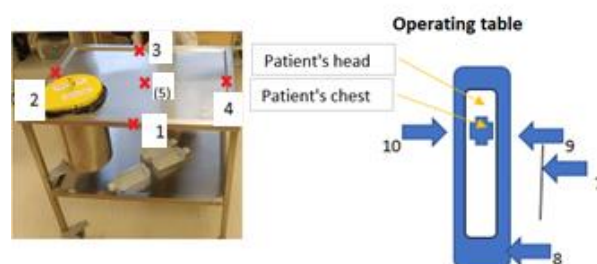 Operating table
3
Patient's head
2
(5)
4
Patient's chest
1
10
9
8